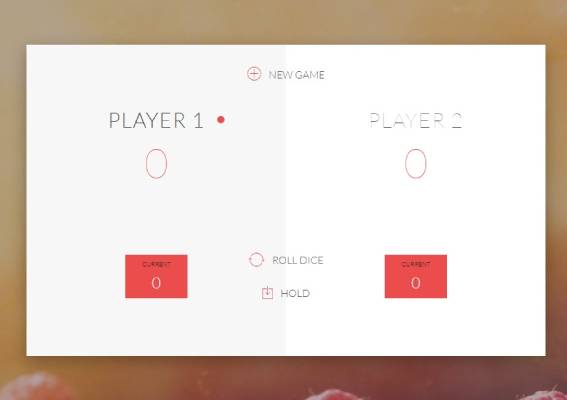 NEW GAME
PLAYER 1
PLAYER 2
0
0
CURRENT
0
ROLL DICE
CURRENT
0
HOLD